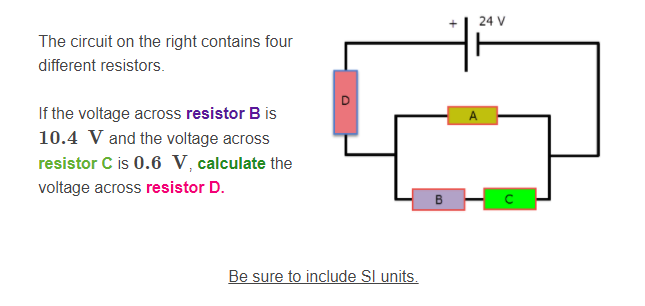 The circuit on the right contains four
different resistors.
If the voltage across resistor B is
10.4 V and the voltage across
resistor C is 0.6 V, calculate the
voltage across resistor D.
+ 24 V
D
A
B C
Be sure to include SI units.